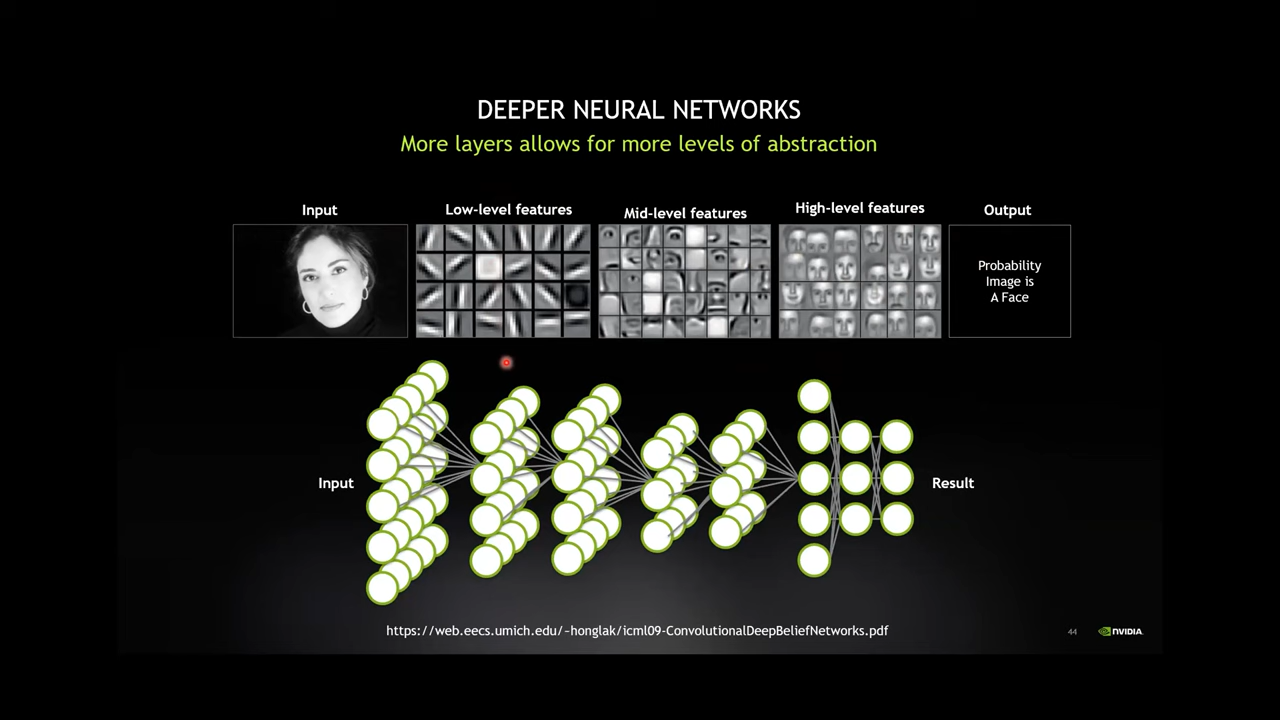 DEEPER NEURAL NETWORKS
More layers allows for more levels of abstraction
Input
Low-level features
Mid-level features
High-level features
Output
Probability
Image is
A Face
Input
Result
https://web.eecs.umich.edu/~honglak/icml09-ConvolutionalDeepBeliefNetworks.pdf
44
NVIDIA.